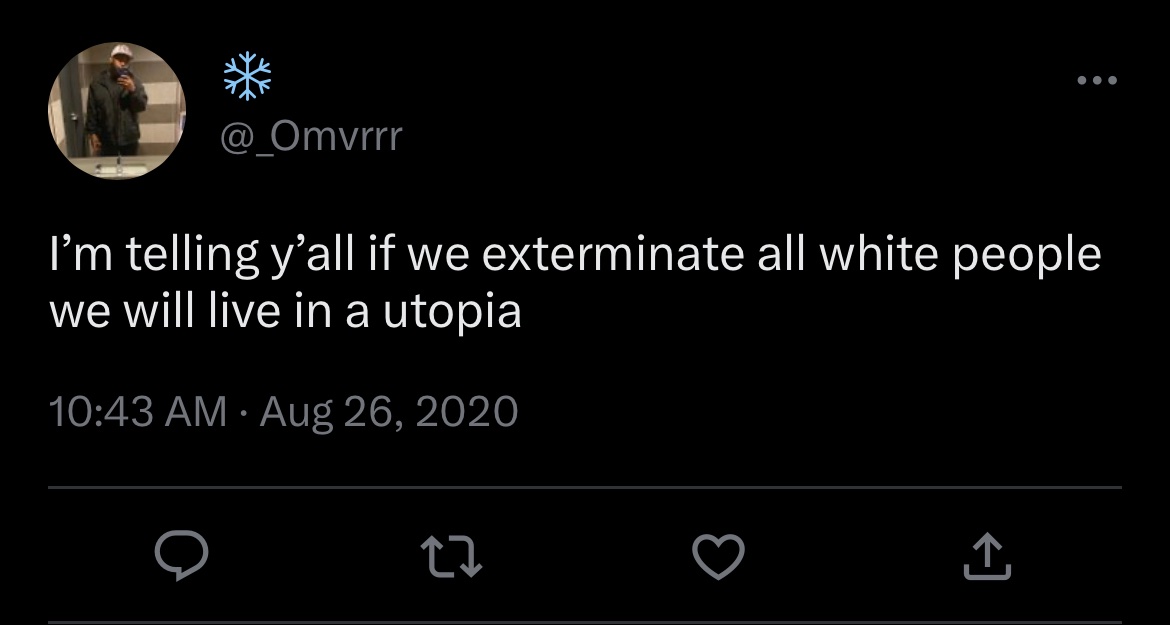 @_Omvrrr
I’m telling y’all if we exterminate all white people
we will live in a utopia
10:43 AM · Aug 26, 2020